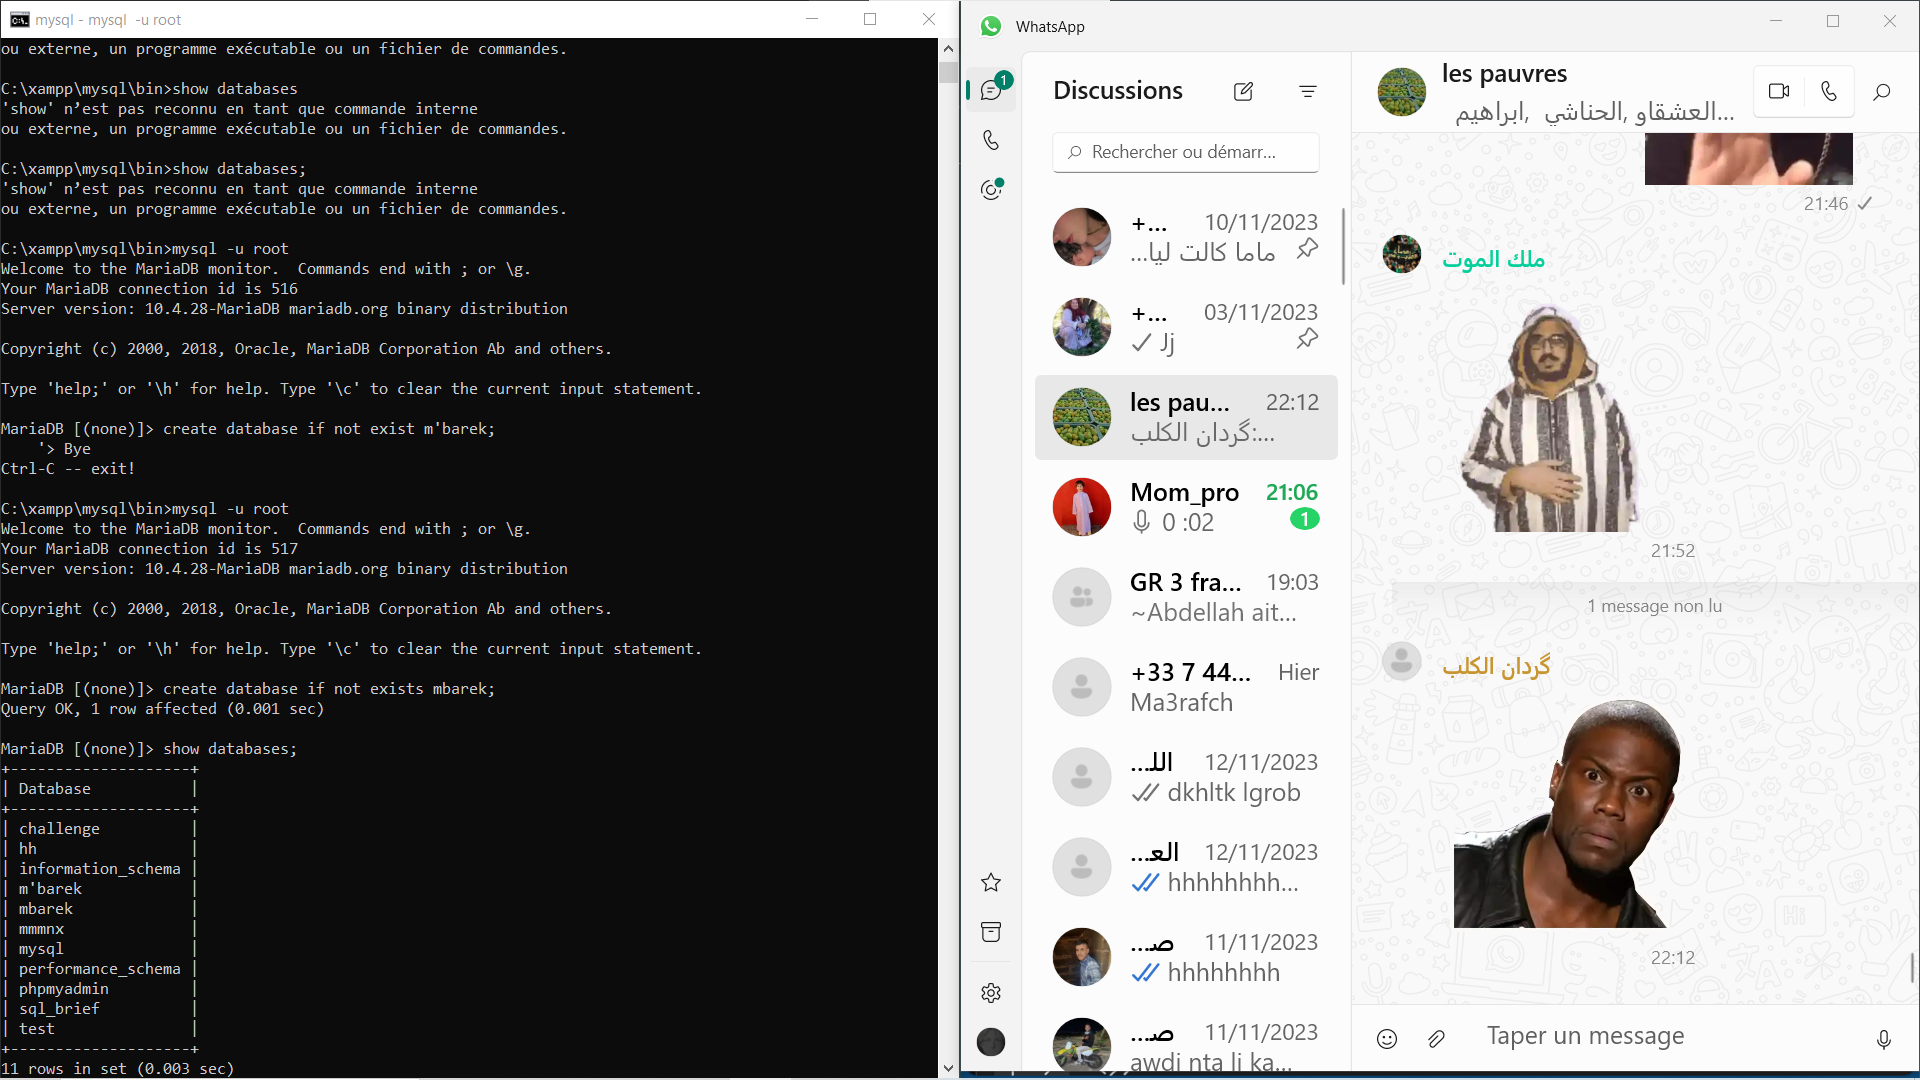 mysql - mysql  -u root
ou externe, un programme exécutable ou un fichier de commandes.
C:\xampp\mysql\bin>show databases
'show' n’est pas reconnu en tant que commande interne
ou externe, un programme exécutable ou un fichier de commandes.
C:\xampp\mysql\bin>show databases;
'show' n’est pas reconnu en tant que commande interne
ou externe, un programme exécutable ou un fichier de commandes.
C:\xampp\mysql\bin>mysql -u root
Welcome to the MariaDB monitor.  Commands end with ; or \g.
Your MariaDB connection id is 516
Server version: 10.4.28-MariaDB mariadb.org binary distribution
Copyright (c) 2000, 2018, Oracle, MariaDB Corporation Ab and others.
Type 'help;' or '\h' for help. Type '\c' to clear the current input statement.
MariaDB [(none)]> create database if not exist m'barek;
'> Bye
Ctrl-C -- exit!
C:\xampp\mysql\bin>mysql -u root
Welcome to the MariaDB monitor.  Commands end with ; or \g.
Your MariaDB connection id is 517
Server version: 10.4.28-MariaDB mariadb.org binary distribution
Copyright (c) 2000, 2018, Oracle, MariaDB Corporation Ab and others.
Type 'help;' or '\h' for help. Type '\c' to clear the current input statement.
MariaDB [(none)]> create database if not exists mbarek;
Query OK, 1 row affected (0.001 sec)
MariaDB [(none)]> show databases;
+--------------------+
| Database           |
+--------------------+
| challenge          |
| hh                 |
| information_schema |
| m'barek            |
| mbarek             |
| mmmnx              |
| mysql              |
| performance_schema |
| phpmyadmin         |
| sql_brief          |
| test               |
+--------------------+
11 rows in set (0.003 sec)
WhatsApp
1
Discussions
Rechercher ou démarr...
+... 10/11/2023
ماما كالت ليا...
+... 03/11/2023
Jj
les pau... 22:12
گردان الكلب:...
Mom_pro 21:06
0 :02 1
GR 3 fra... 19:03
~Abdellah ait...
+33 7 44... Hier
Ma3rafch
الل... 12/11/2023
dkhltk lgrob
الع... 12/11/2023
hhhhhhhh...
ص... 11/11/2023
hhhhhhhh
ص... 11/11/2023
awdi nta li ka...
les pauvres
ابراهيم, الحناشي, العشقاو...
21:46
ملك الموت
21:52
1 message non lu
گردان الكلب
22:12
Taper un message